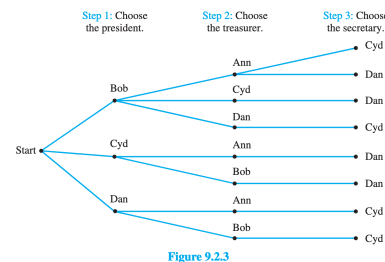 Step 1: Choose the president.
Step 2: Choose the treasurer.
Step 3: Choose the secretary.
Start
Bob
Cyd
Dan
Ann
Cyd
Dan
Ann
Bob
Ann
Bob
Cyd
Dan
Dan
Cyd
Dan
Dan
Cyd
Cyd
Figure 9.2.3